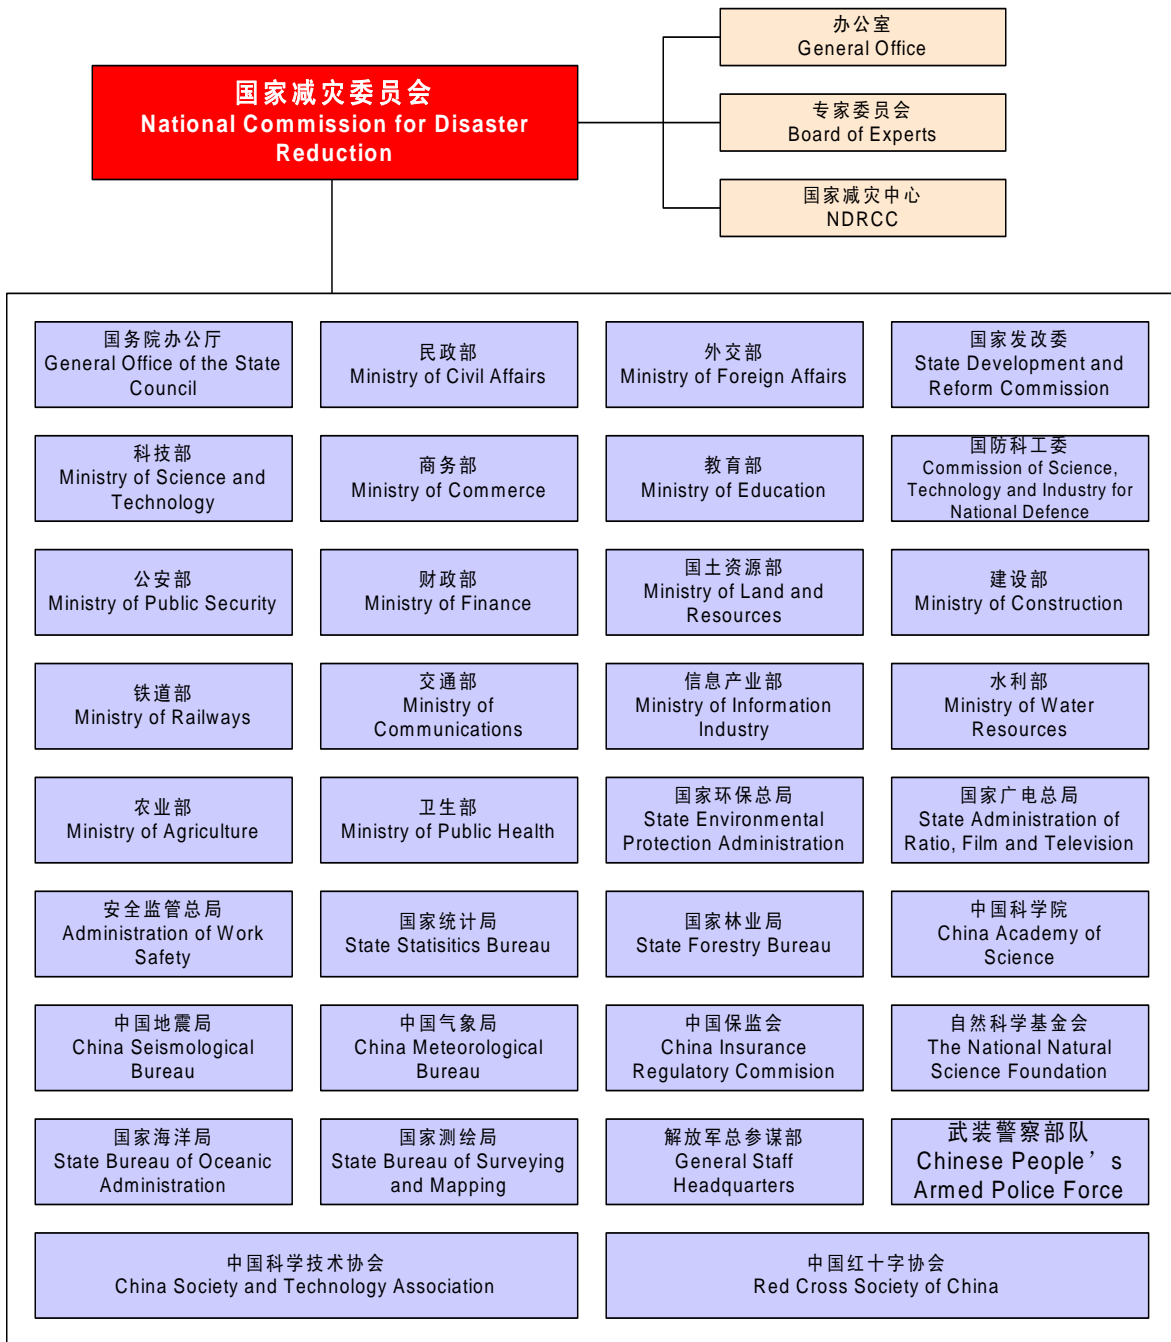 办公室
General Office
国家减灾委员会
National Commission for Disaster
Reduction
专家委员会
Board of Experts
国家减灾中心
NDRCC
国务院办公厅
General Office of the State
Council
民政部
Ministry of Civil Affairs
外交部
Ministry of Foreign Affairs
国家发改委
State Development and
Reform Commission
科技部
Ministry of Science and
Technology
商务部
Ministry of Commerce
教育部
Ministry of Education
国防科工委
Commission of Science,
Technology and Industry for
National Defence
公安部
Ministry of Public Security
财政部
Ministry of Finance
国土资源部
Ministry of Land and
Resources
建设部
Ministry of Construction
铁道部
Ministry of Railways
交通部
Ministry of
Communications
信息产业部
Ministry of Information
Industry
水利部
Ministry of Water
Resources
农业部
Ministry of Agriculture
卫生部
Ministry of Public Health
国家环保总局
State Environmental
Protection Administration
国家广电总局
State Administration of
Ratio, Film and Television
安全监管总局
Administration of Work
Safety
国家统计局
State Statisitics Bureau
国家林业局
State Forestry Bureau
中国科学院
China Academy of
Science
中国地震局
China Seismological
Bureau
中国气象局
China Meteorological
Bureau
中国保监会
China Insurance
Regulatory Commision
自然科学基金会
The National Natural
Science Foundation
国家海洋局
State Bureau of Oceanic
Administration
国家测绘局
State Bureau of Surveying
and Mapping
解放军总参谋部
General Staff
Headquarters
武装警察部队
Chinese People’s
Armed Police Force
中国科学技术协会
China Society and Technology Association
中国红十字协会
Red Cross Society of China